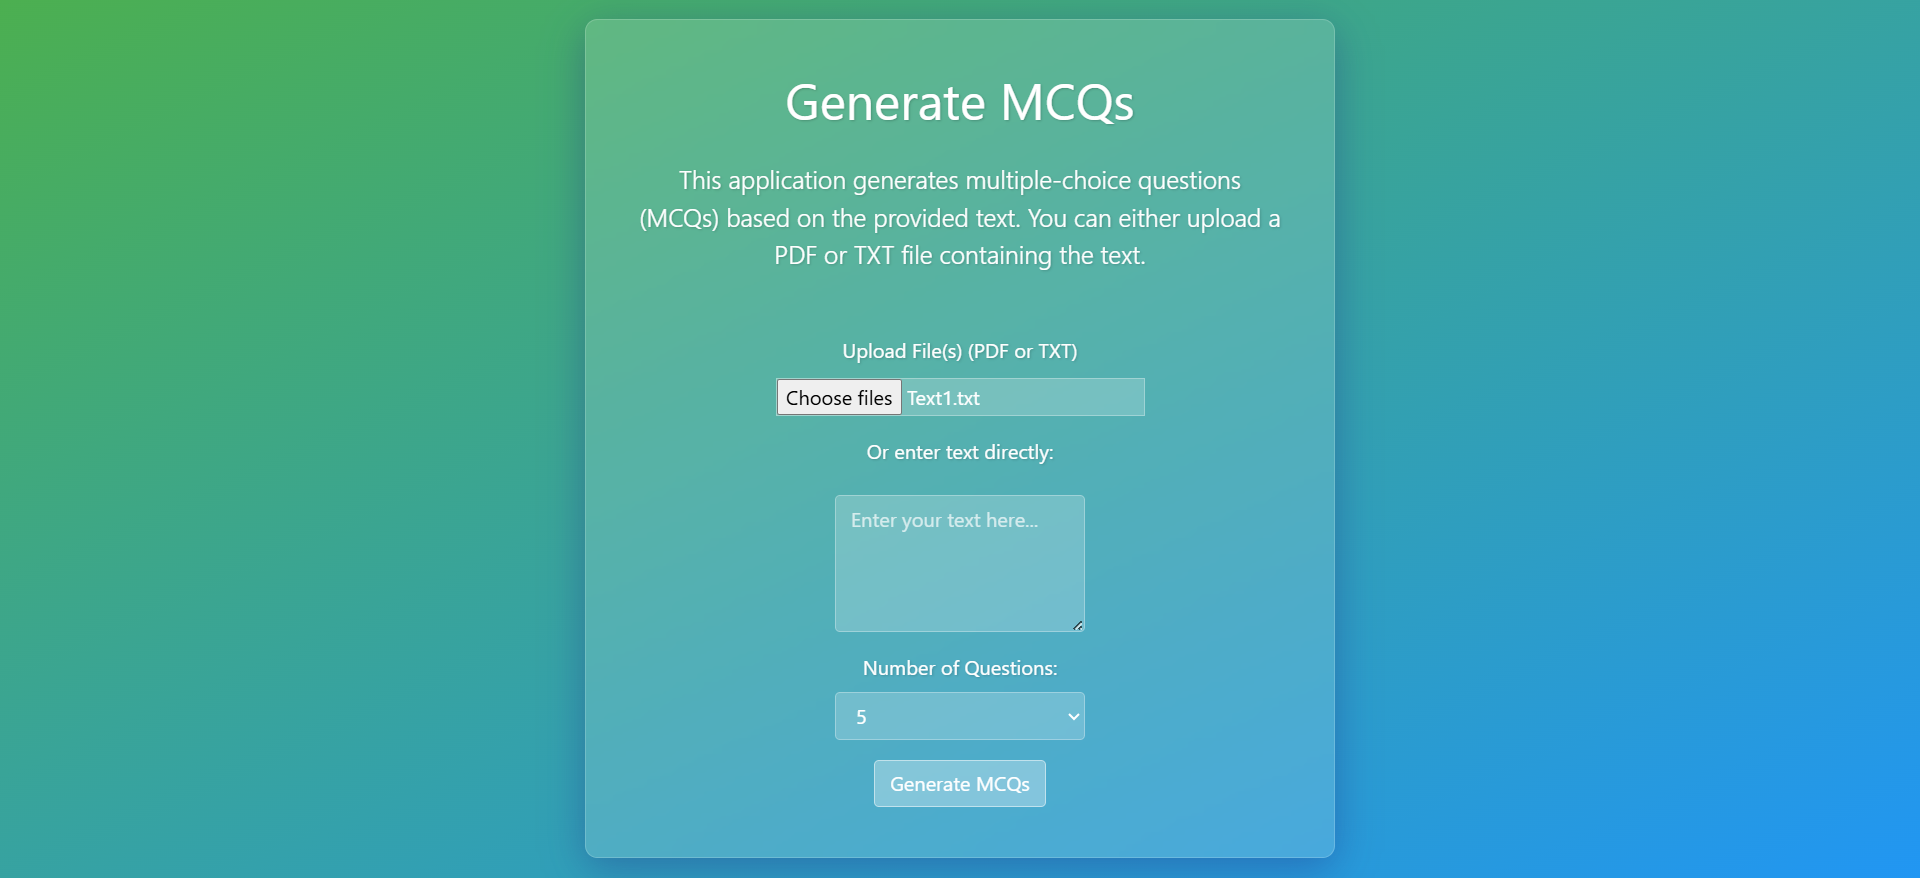 Generate MCQs
This application generates multiple-choice questions
(MCQs) based on the provided text. You can either upload a
PDF or TXT file containing the text.
Upload File(s) (PDF or TXT)
Choose files Text1.txt
Or enter text directly:
Enter your text here...
Number of Questions:
5
Generate MCQs